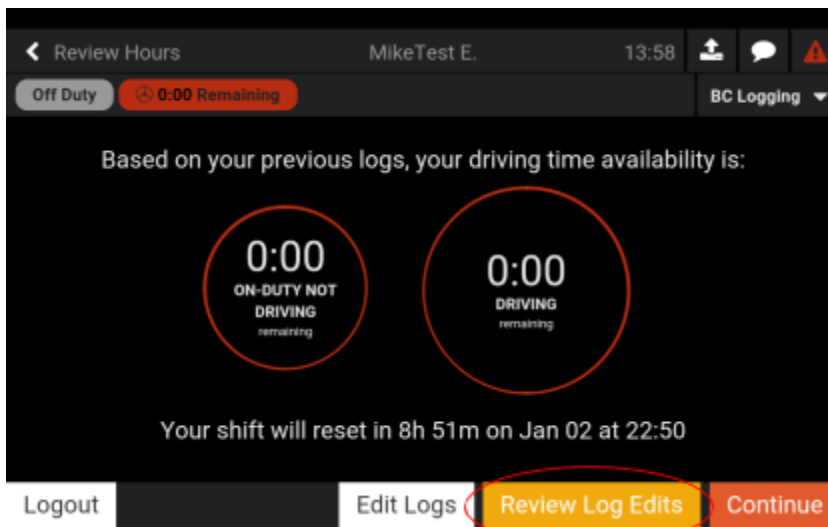 Review Hours MikeTest E. 13:58
Off Duty 0:00 Remaining BC Logging
Based on your previous logs, your driving time availability is:
0:00
ON-DUTY NOT
DRIVING
remaining
0:00
DRIVING
remaining
Your shift will reset in 8h 51m on Jan 02 at 22:50
Logout Edit Logs Review Log Edits Continue